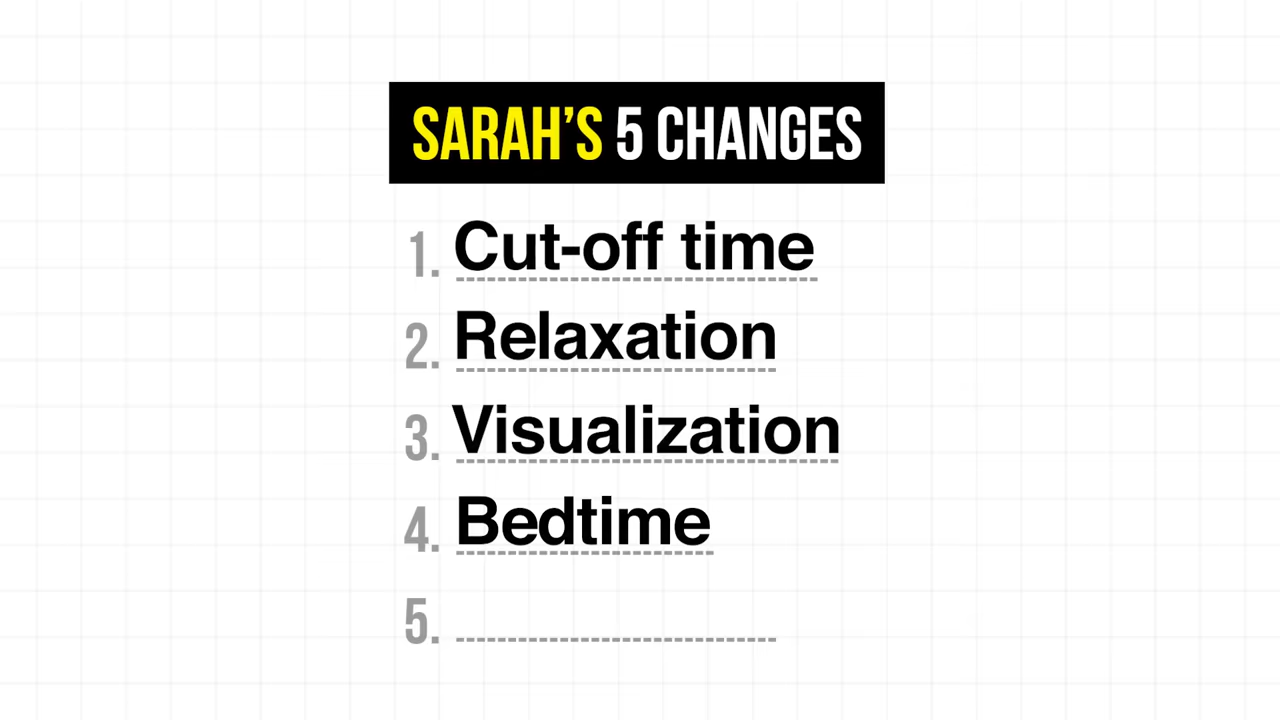 SARAH'S 5 CHANGES
1. Cut-off time
2. Relaxation
3. Visualization
4. Bedtime
5.